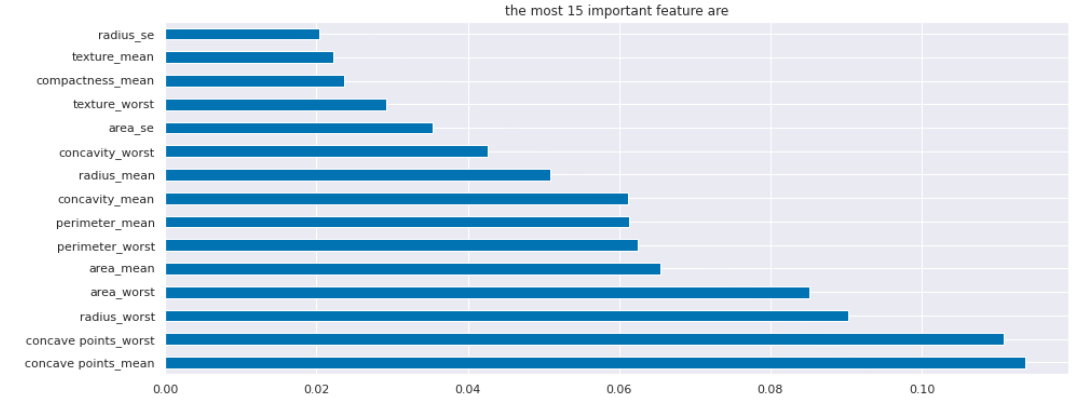 the most 15 important feature are
radius_se
texture_mean
compactness_mean
texture_worst
area_se
concavity_worst
radius_mean
concavity_mean
perimeter_mean
perimeter_worst
area_mean
area_worst
radius_worst
concave points_worst
concave points_mean
0.00 0.02 0.04 0.06 0.08 0.10